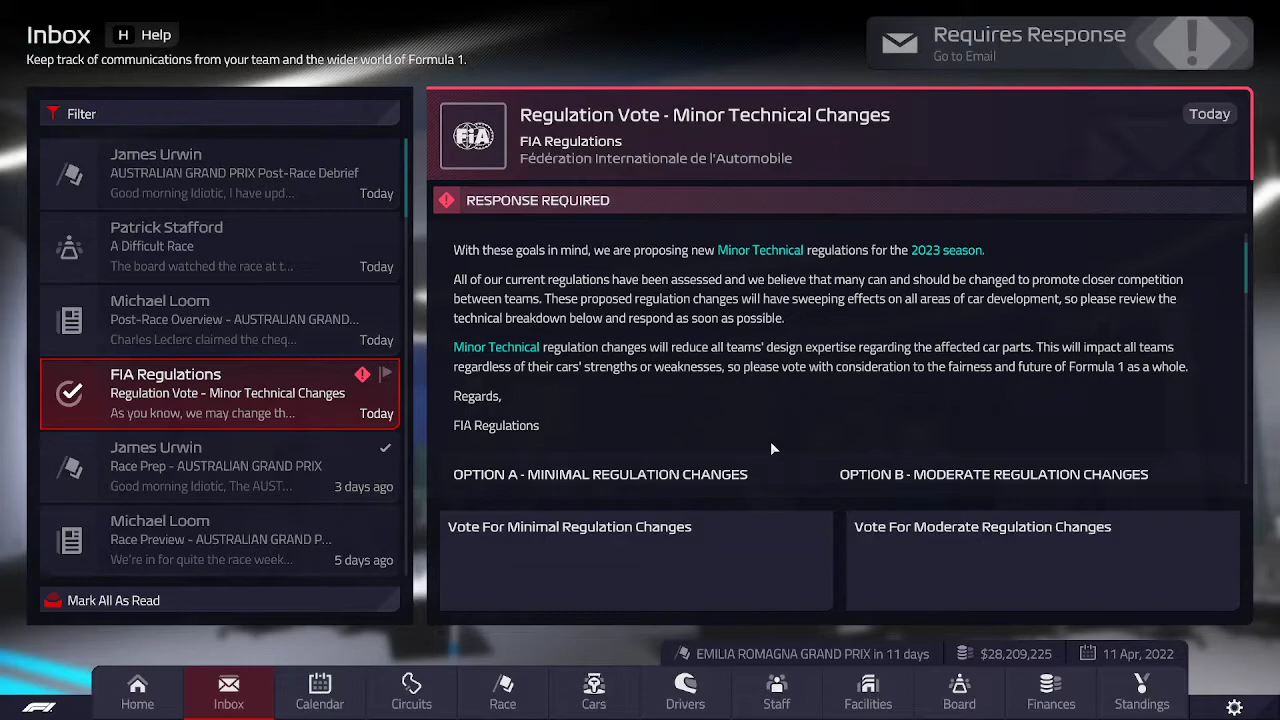 Inbox
H Help
Keep track of communications from your team and the wider world of Formula 1.
Requires Response
Go to Email
Filter
James Urwin
AUSTRALIAN GRAND PRIX Post-Race Debrief
Good morning Idiotic, I have upd...
Today
Patrick Stafford
A Difficult Race
The board watched the race at t...
Today
Michael Loom
Post-Race Overview - AUSTRALIAN GRAND...
Charles Leclerc claimed the cheq...
Today
FIA Regulations
Regulation Vote - Minor Technical Changes
As you know, we may change th...
Today
James Urwin
Race Prep - AUSTRALIAN GRAND PRIX
Good morning Idiotic, The AUST...
3 days ago
Michael Loom
Race Preview - AUSTRALIAN GRAND P...
We're in for quite the race week...
5 days ago
Mark All As Read
FiA
Regulation Vote - Minor Technical Changes
Today
FIA Regulations
Fédération Internationale de l'Automobile
RESPONSE REQUIRED
With these goals in mind, we are proposing new Minor Technical regulations for the 2023 season.
All of our current regulations have been assessed and we believe that many can and should be changed to promote closer competition
between teams. These proposed regulation changes will have sweeping effects on all areas of car development, so please review the
technical breakdown below and respond as soon as possible.
Minor Technical regulation changes will reduce all teams' design expertise regarding the affected car parts. This will impact all teams
regardless of their cars' strengths or weaknesses, so please vote with consideration to the fairness and future of Formula 1 as a whole.
Regards,
FIA Regulations
OPTION A - MINIMAL REGULATION CHANGES
OPTION B - MODERATE REGULATION CHANGES
Vote For Minimal Regulation Changes
Vote For Moderate Regulation Changes
EMILIA ROMAGNA GRAND PRIX in 11 days
$28,209,225
11 Apr, 2022
Home
Inbox
Calendar
Circuits
Race
Cars
Drivers
Staff
Facilities
Board
Finances
Standings